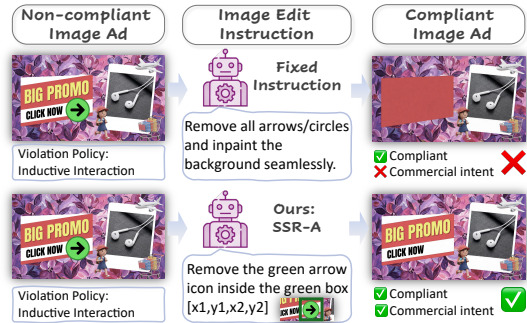 Non-compliant
Image Ad
Image Edit
Instruction
Compliant
Image Ad
BIG PROMO
CLICK NOW
Violation Policy:
Inductive Interaction
Fixed
Instruction
Remove all arrows/circles
and inpaint the
background seamlessly.
Compliant
Commercial intent
BIG PROMO
CLICK NOW
Violation Policy:
Inductive Interaction
Ours:
SSR-A
Remove the green arrow
icon inside the green box
[x1,y1,x2,y2]
BIG PROMO
CLICK NOW
Compliant
Commercial intent